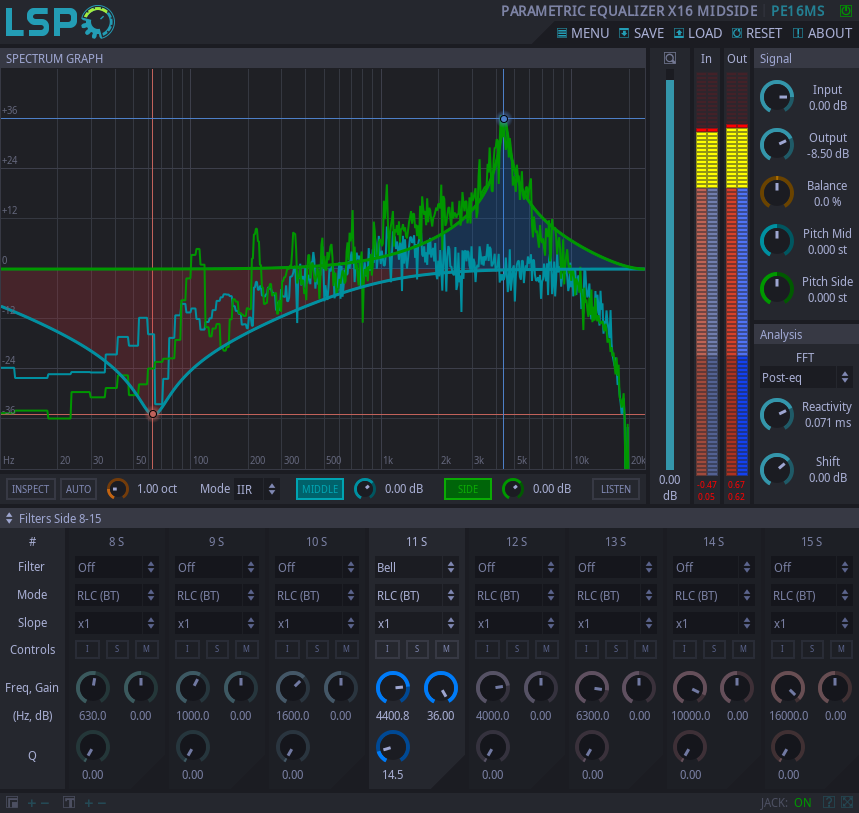 LSP
PARAMETRIC EQUALIZER X16 MIDSIDE PE16MS
MENU SAVE LOAD RESET ABOUT
SPECTRUM GRAPH
In Out
Signal
+36
+24
+12
0
-12
-24
-36
Hz 20 30 50 100 200 300 500 1k 2k 3k 5k 10k 20k
Input
0.00 dB
Output
-8.50 dB
Balance
0.0 %
Pitch Mid
0.000 st
Pitch Side
0.000 st
Analysis
FFT
Post-eq
Reactivity
0.071 ms
Shift
0.00 dB
0.00
dB
-0.47 0.67
0.05 0.62
INSPECT AUTO 1.00 oct Mode IIR MIDDLE 0.00 dB SIDE 0.00 dB LISTEN
Filters Side 8-15
# 8 S 9 S 10 S 11 S 12 S 13 S 14 S 15 S
Filter Off Off Off Bell Off Off Off Off
Mode RLC (BT) RLC (BT) RLC (BT) RLC (BT) RLC (BT) RLC (BT) RLC (BT) RLC (BT)
Slope x1 x1 x1 x1 x1 x1 x1 x1
Controls I S M I S M I S M I S M I S M I S M I S M I S M
Freq, Gain
(Hz, dB) 630.0 0.00 1000.0 0.00 1600.0 0.00 4400.8 36.00 4000.0 0.00 6300.0 0.00 10000.0 0.00 16000.0 0.00
Q
0.00 0.00 0.00 14.5 0.00 0.00 0.00 0.00
+ − T + − JACK: ON ?